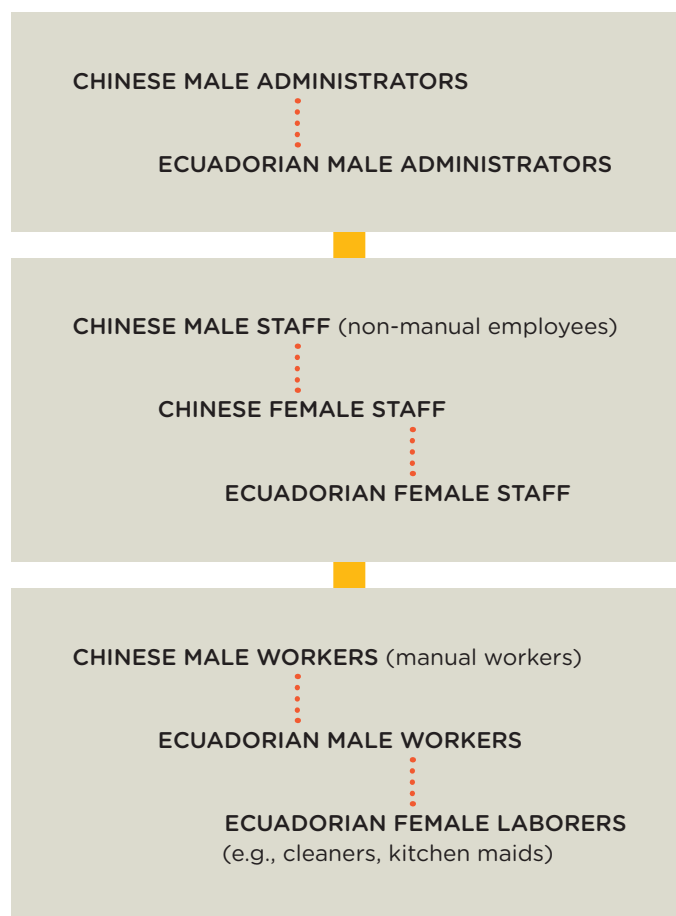 CHINESE MALE ADMINISTRATORS
ECUADORIAN MALE ADMINISTRATORS
CHINESE MALE STAFF (non-manual employees)
CHINESE FEMALE STAFF
ECUADORIAN FEMALE STAFF
CHINESE MALE WORKERS (manual workers)
ECUADORIAN MALE WORKERS
ECUADORIAN FEMALE LABORERS
(e.g., cleaners, kitchen maids)